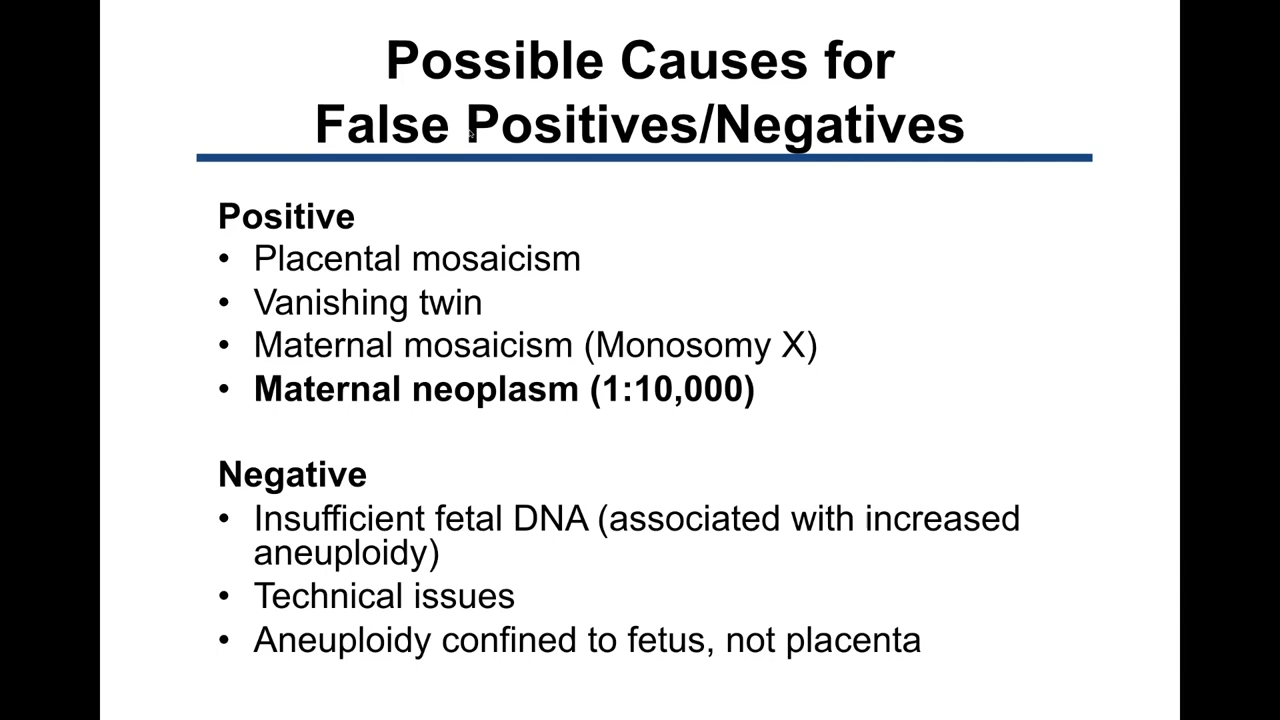 Possible Causes for
False Positives/Negatives
Positive
• Placental mosaicism
• Vanishing twin
• Maternal mosaicism (Monosomy X)
• Maternal neoplasm (1:10,000)
Negative
• Insufficient fetal DNA (associated with increased
aneuploidy)
• Technical issues
• Aneuploidy confined to fetus, not placenta